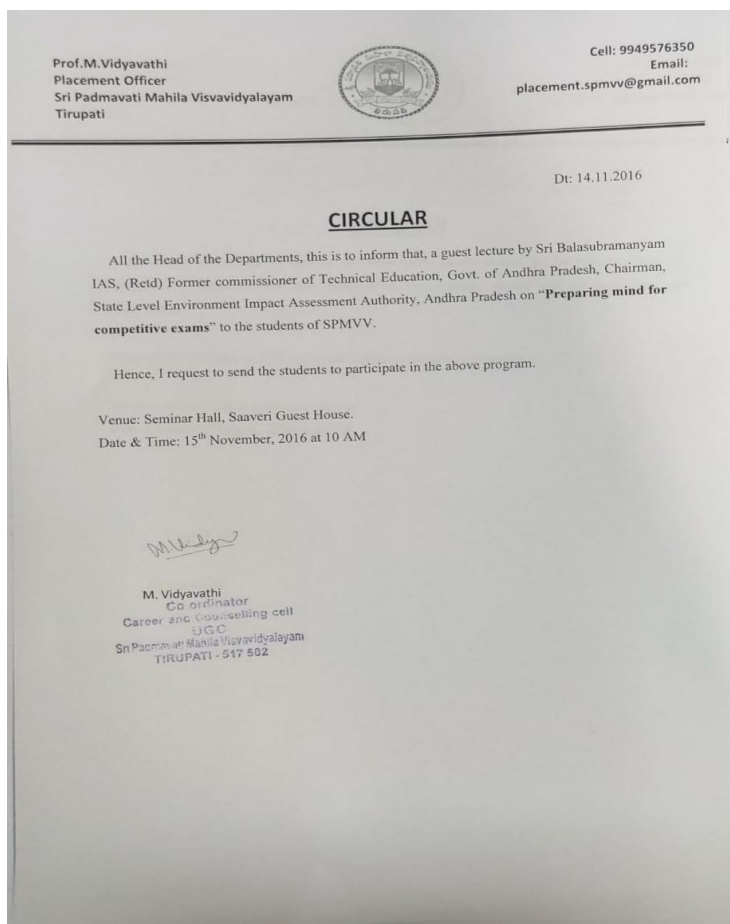 Prof.M.Vidyavathi
Placement Officer
Sri Padmavati Mahila Visvavidyalayam
Tirupati
Cell: 9949576350
Email:
placement.spmvv@gmail.com
Dt: 14.11.2016
CIRCULAR
All the Head of the Departments, this is to inform that, a guest lecture by Sri Balasubramanyam
IAS, (Retd) Former commissioner of Technical Education, Govt. of Andhra Pradesh, Chairman,
State Level Environment Impact Assessment Authority, Andhra Pradesh on “Preparing mind for
competitive exams” to the students of SPMVV.
Hence, I request to send the students to participate in the above program.
Venue: Seminar Hall, Saaveri Guest House.
Date & Time: 15th November, 2016 at 10 AM
M. Vidyavathi
Co ordinator
Career and Counselling cell
UGC
Mahila Visvavidyalayam
TIRUPATI - 517 502